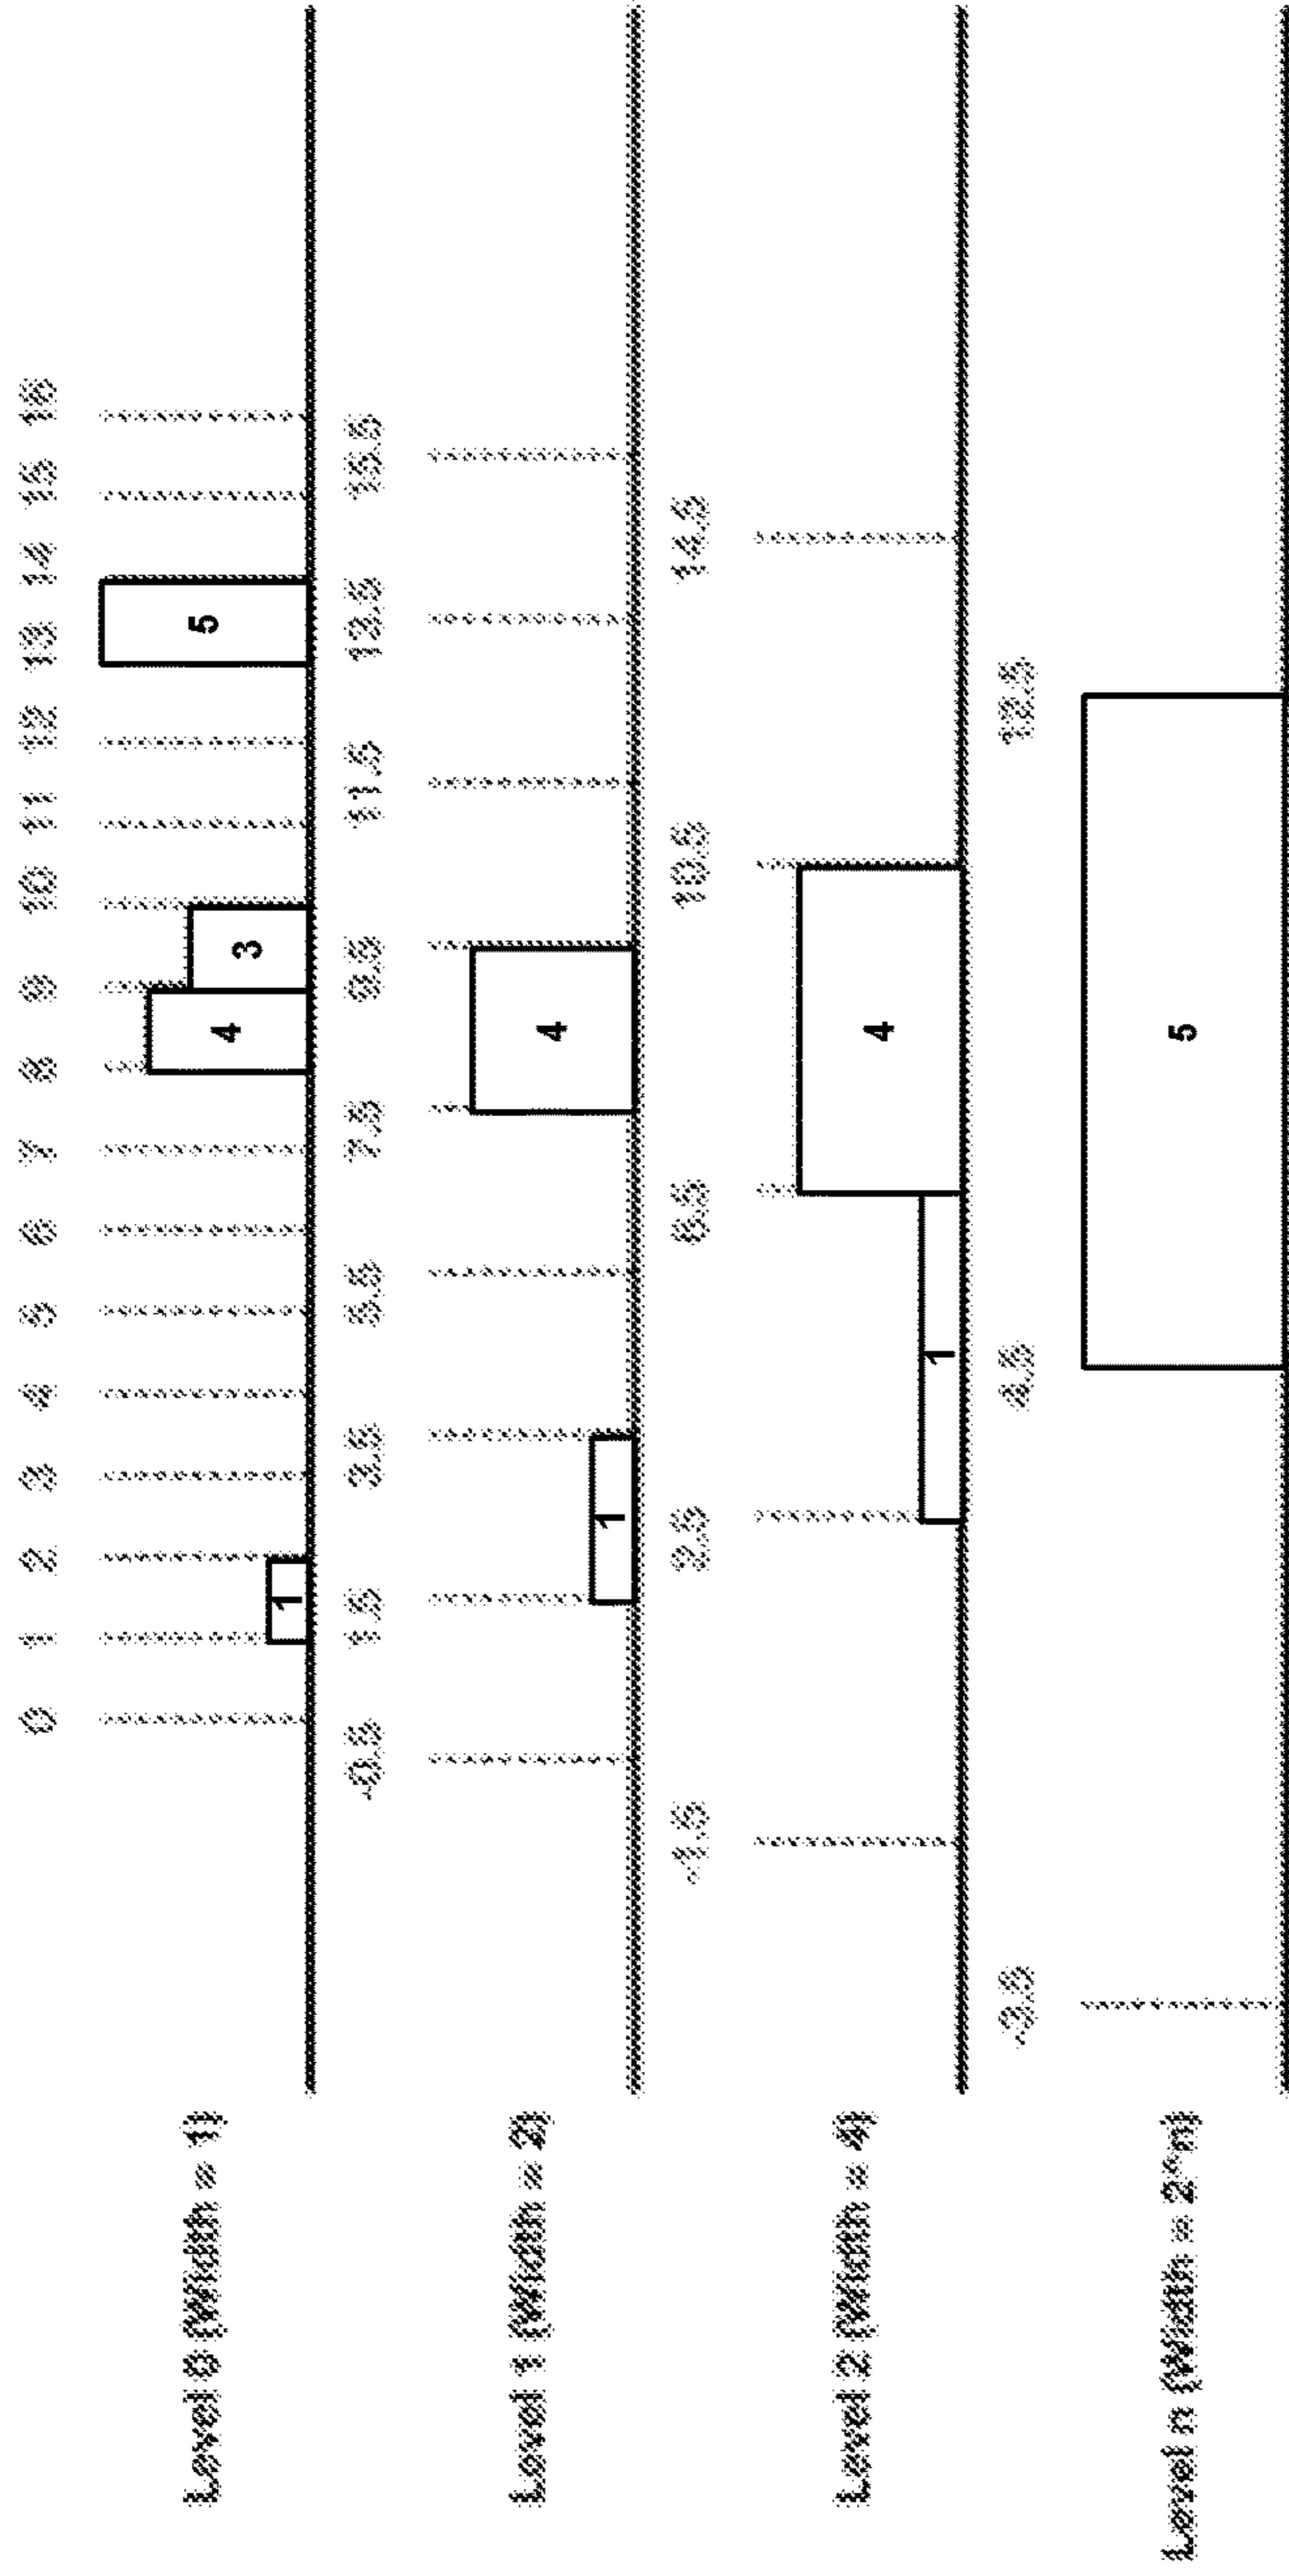 0 1 2 3 4 5 6 7 8 9 10 11 12 13 14 15 16
Level 0 (Width = 1) 1 4 3 5
-0.5 1.5 3.5 5.5 7.5 9.5 11.5 13.5 15.5
Level 1 (Width = 2) 1 4
-1.5 2.5 6.5 10.5 14.5
Level 2 (Width = 4) 1 4
-3.5 4.5 12.5
Level n (Width = 2^n) 5